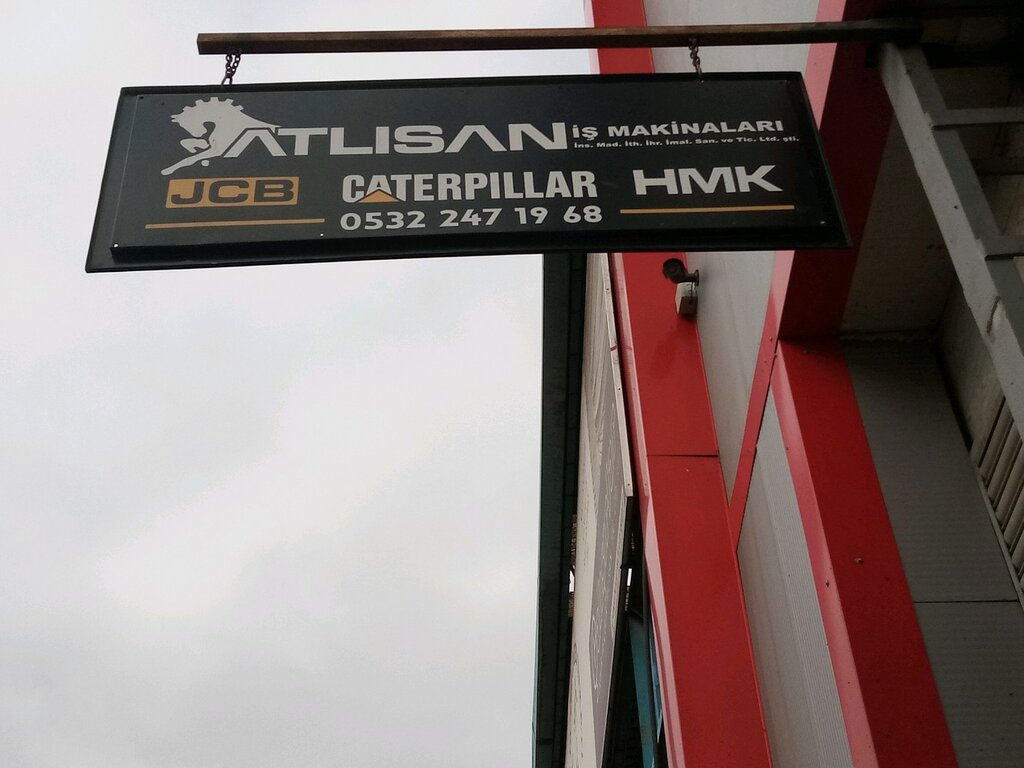 ATLISAN İŞ MAKİNALARI
İns. Mad. İth. İhr. İmal. San. ve Tic. Ltd. şti.
JCB CATERPILLAR HMK
0532 247 19 68